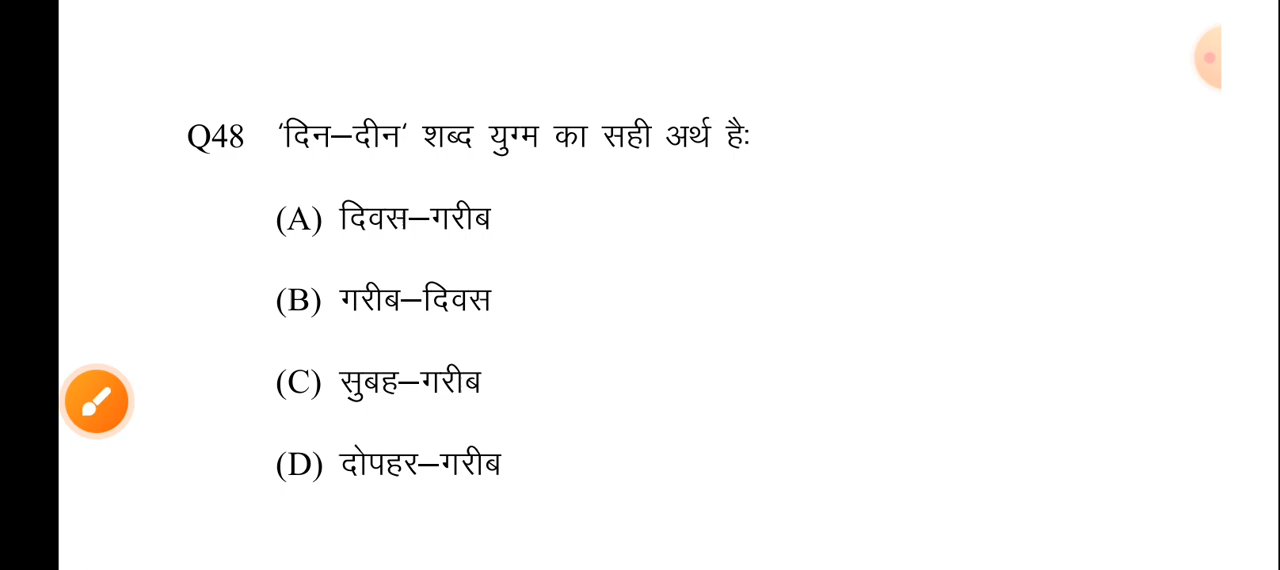 Q48 ‘दिन–दीन‘ शब्द युग्म का सही अर्थ हैः
(A) दिवस–गरीब
(B) गरीब–दिवस
(C) सुबह–गरीब
(D) दोपहर–गरीब